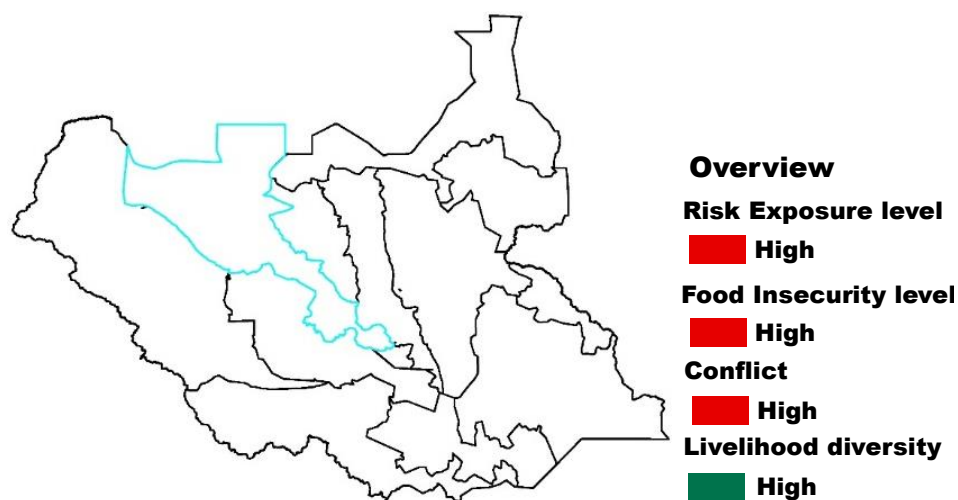 Overview
Risk Exposure level
High
Food Insecurity level
High
Conflict
High
Livelihood diversity
High